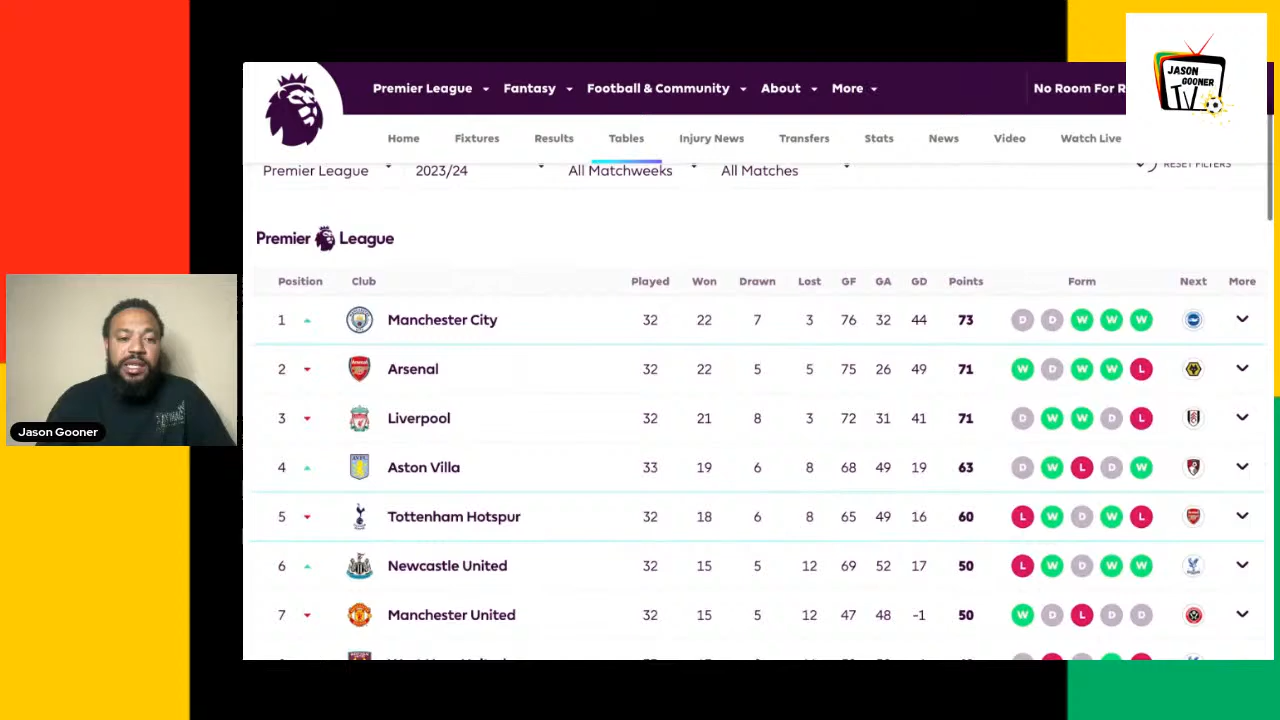 JASON
GOONER
TV
Premier League Fantasy Football & Community About More No Room For R
Home Fixtures Results Tables Injury News Transfers Stats News Video Watch Live
Premier League 2023/24 All Matchweeks All Matches RESET FILTERS
Premier League
Position Club Played Won Drawn Lost GF GA GD Points Form Next More
1 Manchester City 32 22 7 3 76 32 44 73 D D W W W
2 Arsenal 32 22 5 5 75 26 49 71 W D W W L
3 Liverpool 32 21 8 3 72 31 41 71 D W W D L
4 Aston Villa 33 19 6 8 68 49 19 63 D W L D W
5 Tottenham Hotspur 32 18 6 8 65 49 16 60 L W D W L
6 Newcastle United 32 15 5 12 69 52 17 50 L W D W W
7 Manchester United 32 15 5 12 47 48 -1 50 W D L D D
Jason Gooner